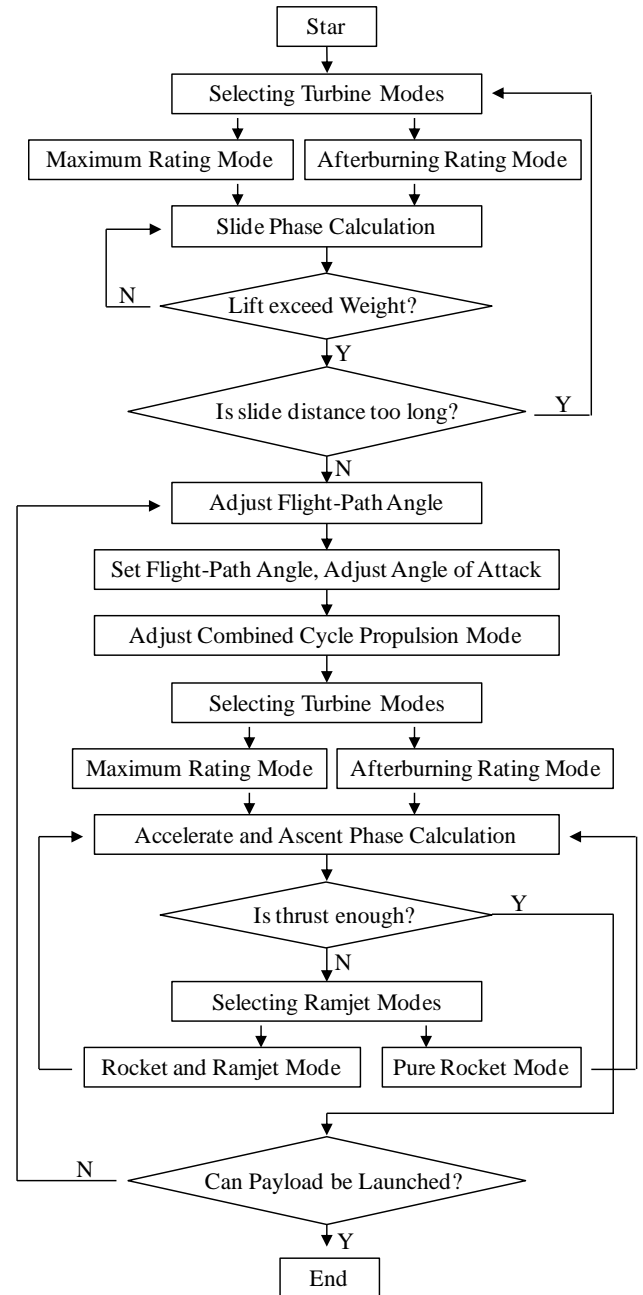 Star
Selecting Turbine Modes
Maximum Rating Mode
Afterburning Rating Mode
Slide Phase Calculation
N
Lift exceed Weight?
Y
Is slide distance too long?
Y
N
Adjust Flight-Path Angle
Set Flight-Path Angle, Adjust Angle of Attack
Adjust Combined Cycle Propulsion Mode
Selecting Turbine Modes
Maximum Rating Mode
Afterburning Rating Mode
Accelerate and Ascent Phase Calculation
Is thrust enough?
Y
N
Selecting Ramjet Modes
Rocket and Ramjet Mode
Pure Rocket Mode
N
Can Payload be Launched?
Y
End